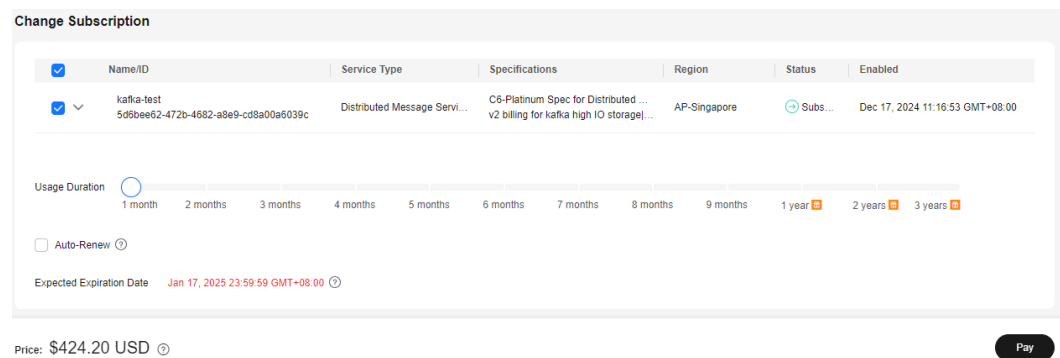 Change Subscription
Name/ID Service Type Specifications Region Status Enabled
kafka-test
5d6bee62-472b-4682-a8e9-cd8a00a6039c
Distributed Message Servi...
C6-Platinum Spec for Distributed ...
v2 billing for kafka high IO storage|...
AP-Singapore
Subs...
Dec 17, 2024 11:16:53 GMT+08:00
Usage Duration
1 month 2 months 3 months 4 months 5 months 6 months 7 months 8 months 9 months 1 year 2 years 3 years
Auto-Renew ?
Expected Expiration Date Jan 17, 2025 23:59:59 GMT+08:00 ?
Price: $424.20 USD ?
Pay